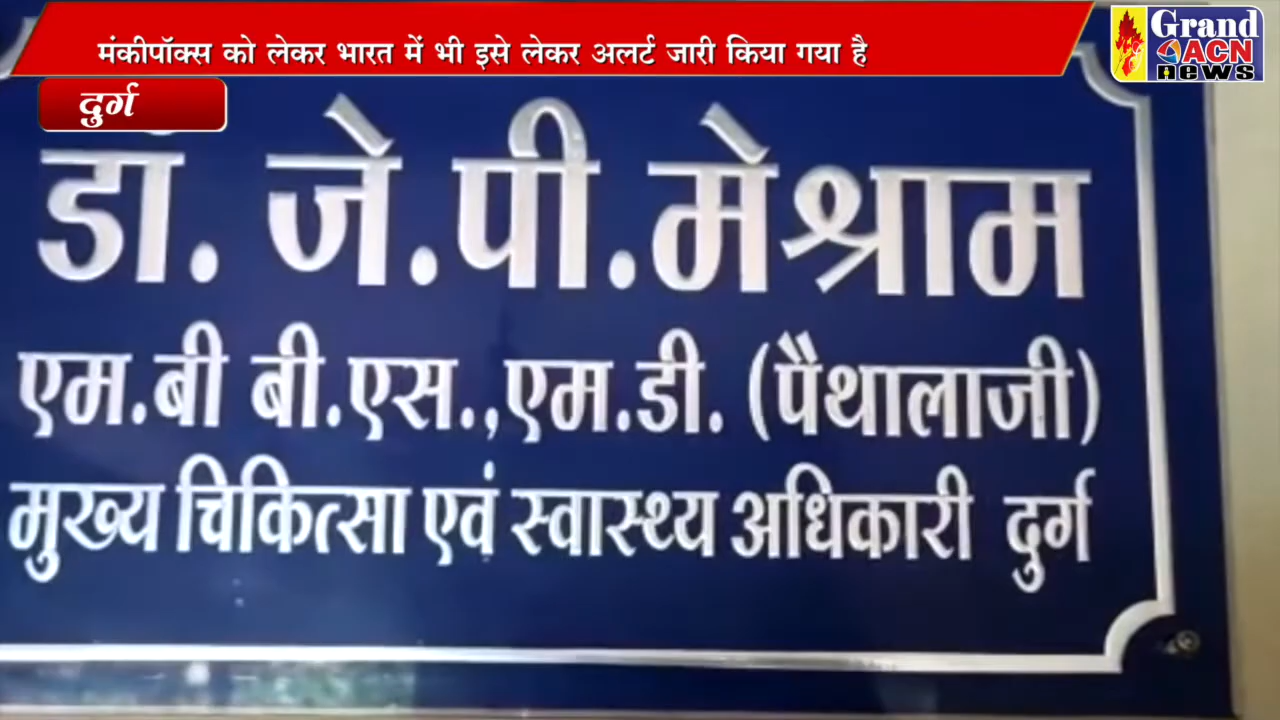 मंकीपॉक्स को लेकर भारत में भी इसे लेकर अलर्ट जारी किया गया है
Grand
ACN
news
दुर्ग
डॉ. जे.पी.मेश्राम
एम.बी बी.एस.,एम.डी. (पैथालाजी)
मुख्य चिकित्सा एवं स्वास्थ्य अधिकारी दुर्ग